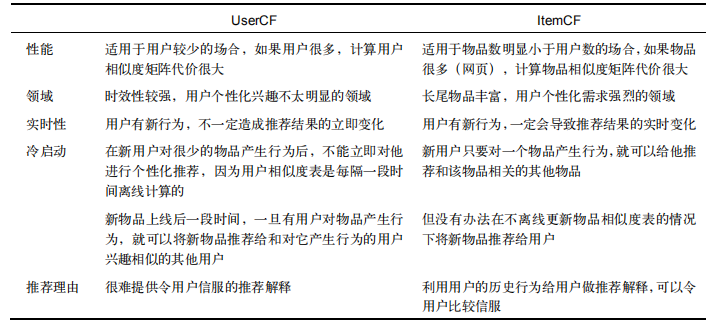 UserCF ItemCF
性能 适用于用户较少的场合，如果用户很多，计算用户 适用于物品数明显小于用户数的场合，如果物品
相似度矩阵代价很大 很多（网页），计算物品相似度矩阵代价很大
领域 时效性较强，用户个性化兴趣不太明显的领域 长尾物品丰富，用户个性化需求强烈的领域
实时性 用户有新行为，不一定造成推荐结果的立即变化 用户有新行为，一定会导致推荐结果的实时变化
冷启动 在新用户对很少的物品产生行为后，不能立即对他 新用户只要对一个物品产生行为，就可以给他推
进行个性化推荐，因为用户相似度表是每隔一段时 荐和该物品相关的其他物品
间离线计算的
新物品上线后一段时间，一旦有用户对物品产生行 但没有办法在不离线更新物品相似度表的情况
为，就可以将新物品推荐给和对它产生行为的用户 下将新物品推荐给用户
兴趣相似的其他用户
推荐理由 很难提供令用户信服的推荐解释 利用用户的历史行为给用户做推荐解释，可以令
用户比较信服